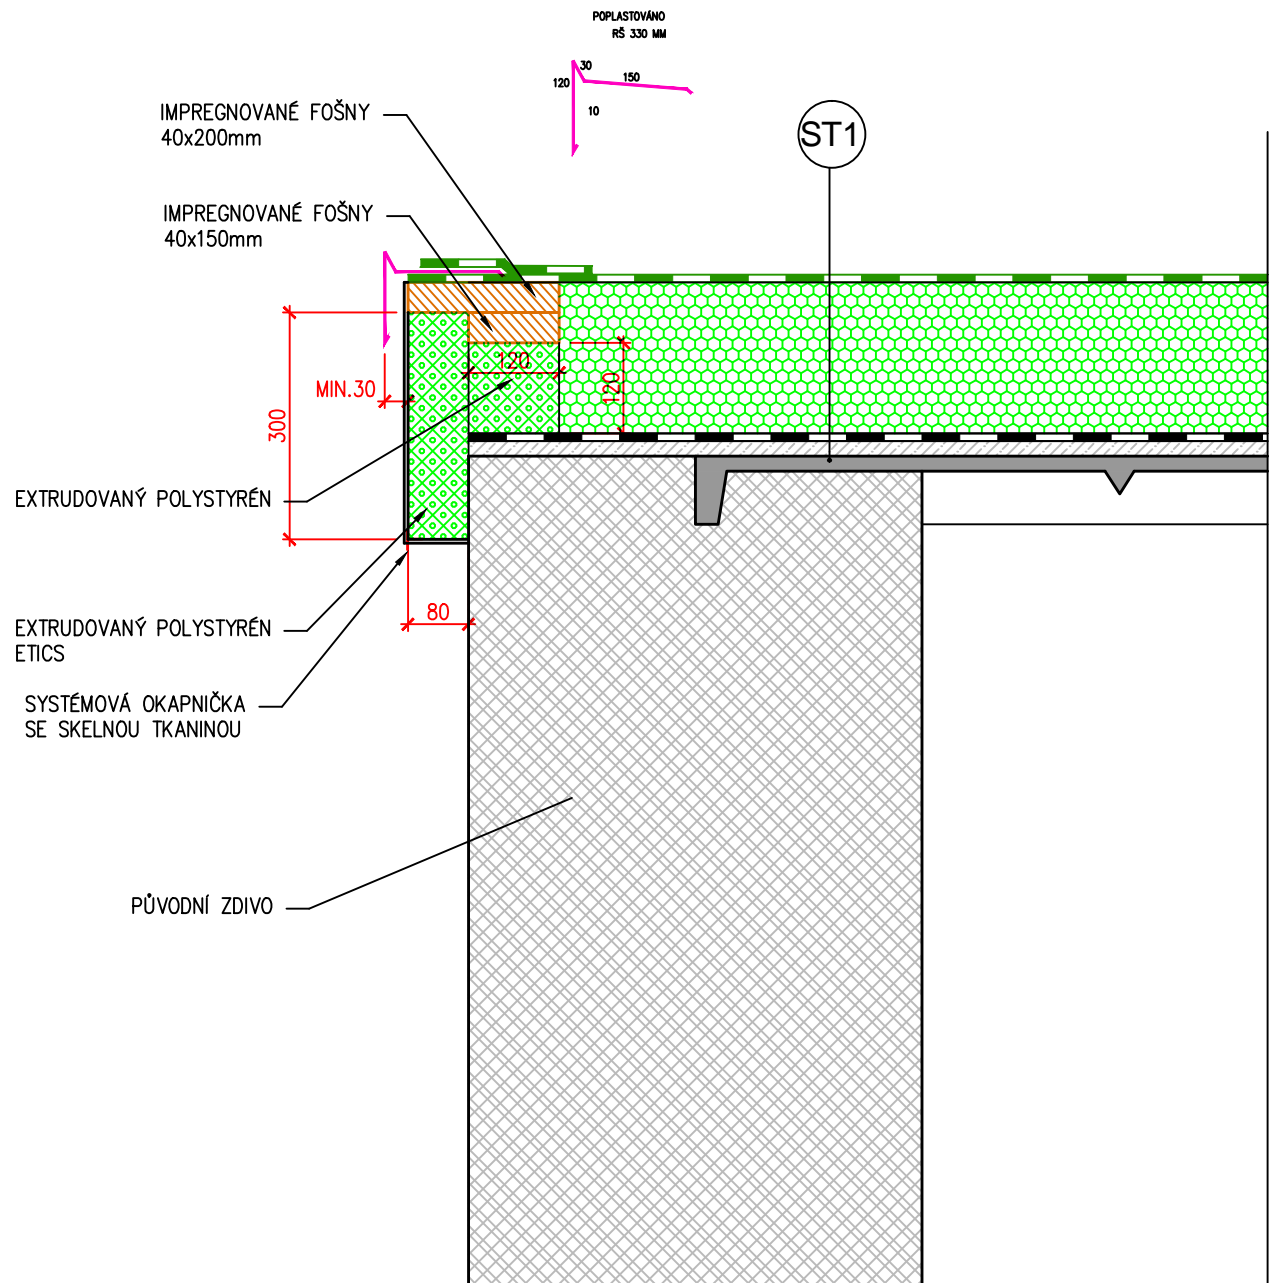 POPLASTOVÁNO
RŠ 330 MM
30
120
150
10
IMPREGNOVANÉ FOŠNY
40x200mm
ST1
IMPREGNOVANÉ FOŠNY
40x150mm
120
MIN.30
120
300
EXTRUDOVANÝ POLYSTYRÉN
80
EXTRUDOVANÝ POLYSTYRÉN
ETICS
SYSTÉMOVÁ OKAPNIČKA
SE SKELNOU TKANINOU
PŮVODNÍ ZDIVO